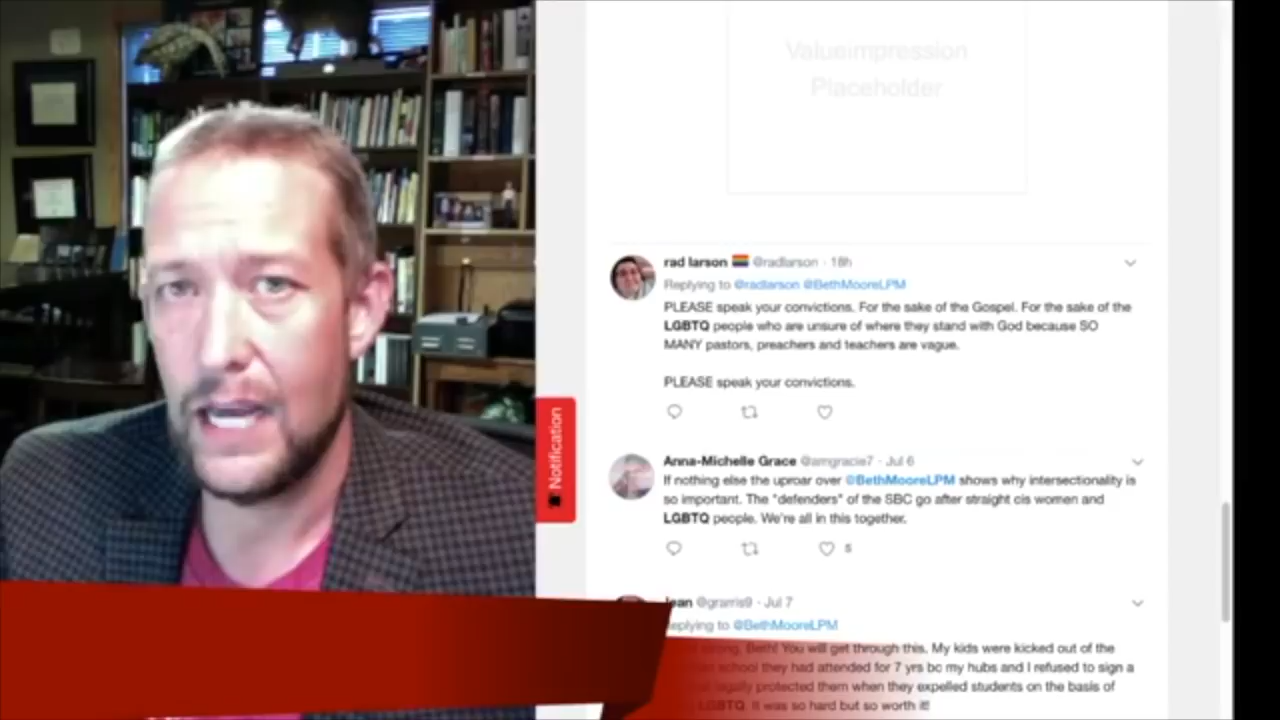 Valueimpression
Placeholder
rad larson @radlarson · 18h
Replying to @radlarson @BethMooreLPM
PLEASE speak your convictions. For the sake of the Gospel. For the sake of the
LGBTQ people who are unsure of where they stand with God because SO
MANY pastors, preachers and teachers are vague.
PLEASE speak your convictions.
Notification
Anna-Michelle Grace @amgracie7 · Jul 6
If nothing else the uproar over @BethMooreLPM shows why intersectionality is
so important. The "defenders" of the SBC go after straight cis women and
LGBTQ people. We're all in this together.
5
@grarris9 · Jul 7
to @BethMooreLPM
Beth! You will get through this. My kids were kicked out of the
school they had attended for 7 yrs bc my hubs and I refused to sign a
legally protected them when they expelled students on the basis of
LGBTQ. It was so hard but so worth it!